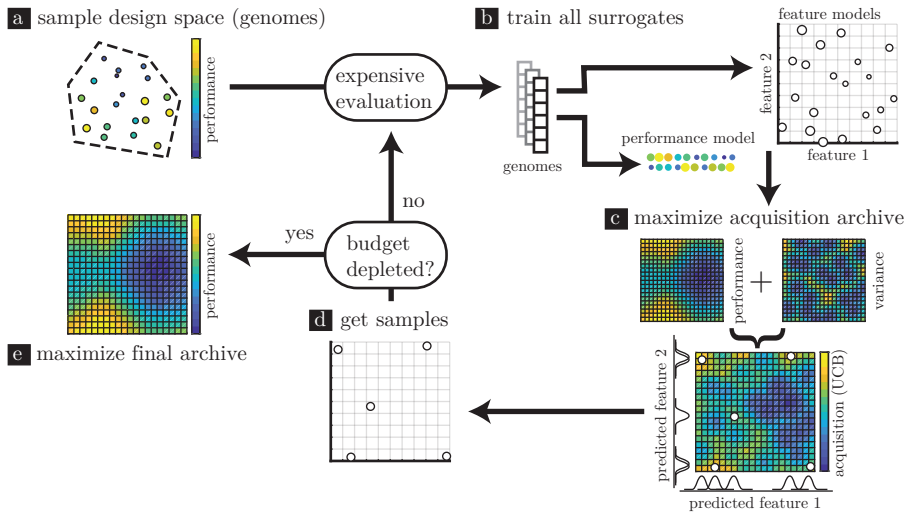 a sample design space (genomes)
performance
expensive
evaluation
b train all surrogates
genomes
performance model
feature models
feature 2
feature 1
c maximize acquisition archive
performance
+
variance
predicted feature 2
acquisition (UCB)
predicted feature 1
d get samples
budget
depleted?
no
yes
performance
e maximize final archive